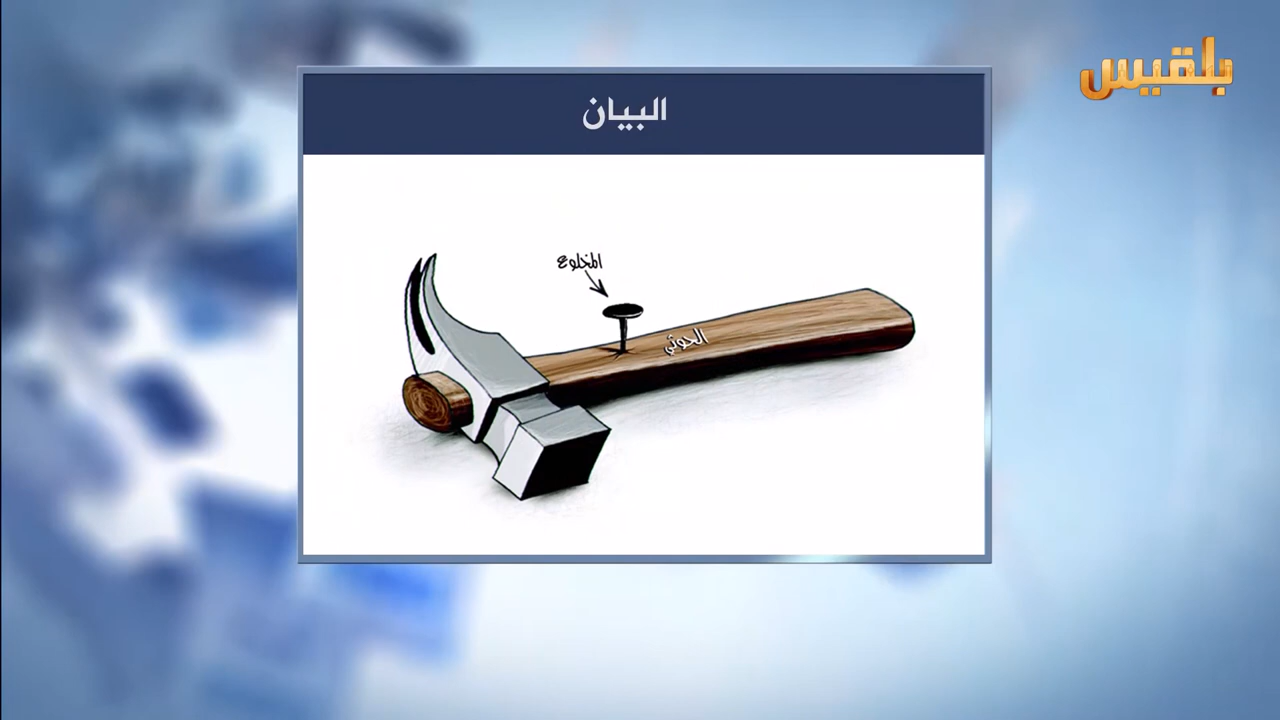 بلقيس
البيان
المخلوع
الحوثي